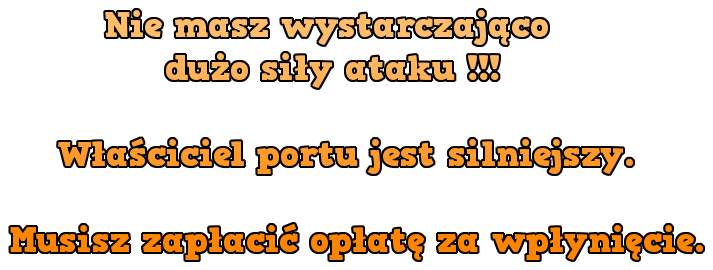 Nie masz wystarczająco
dużo siły ataku !!!
Właściciel portu jest silniejszy.
Musisz zapłacić opłatę za wpłynięcie.